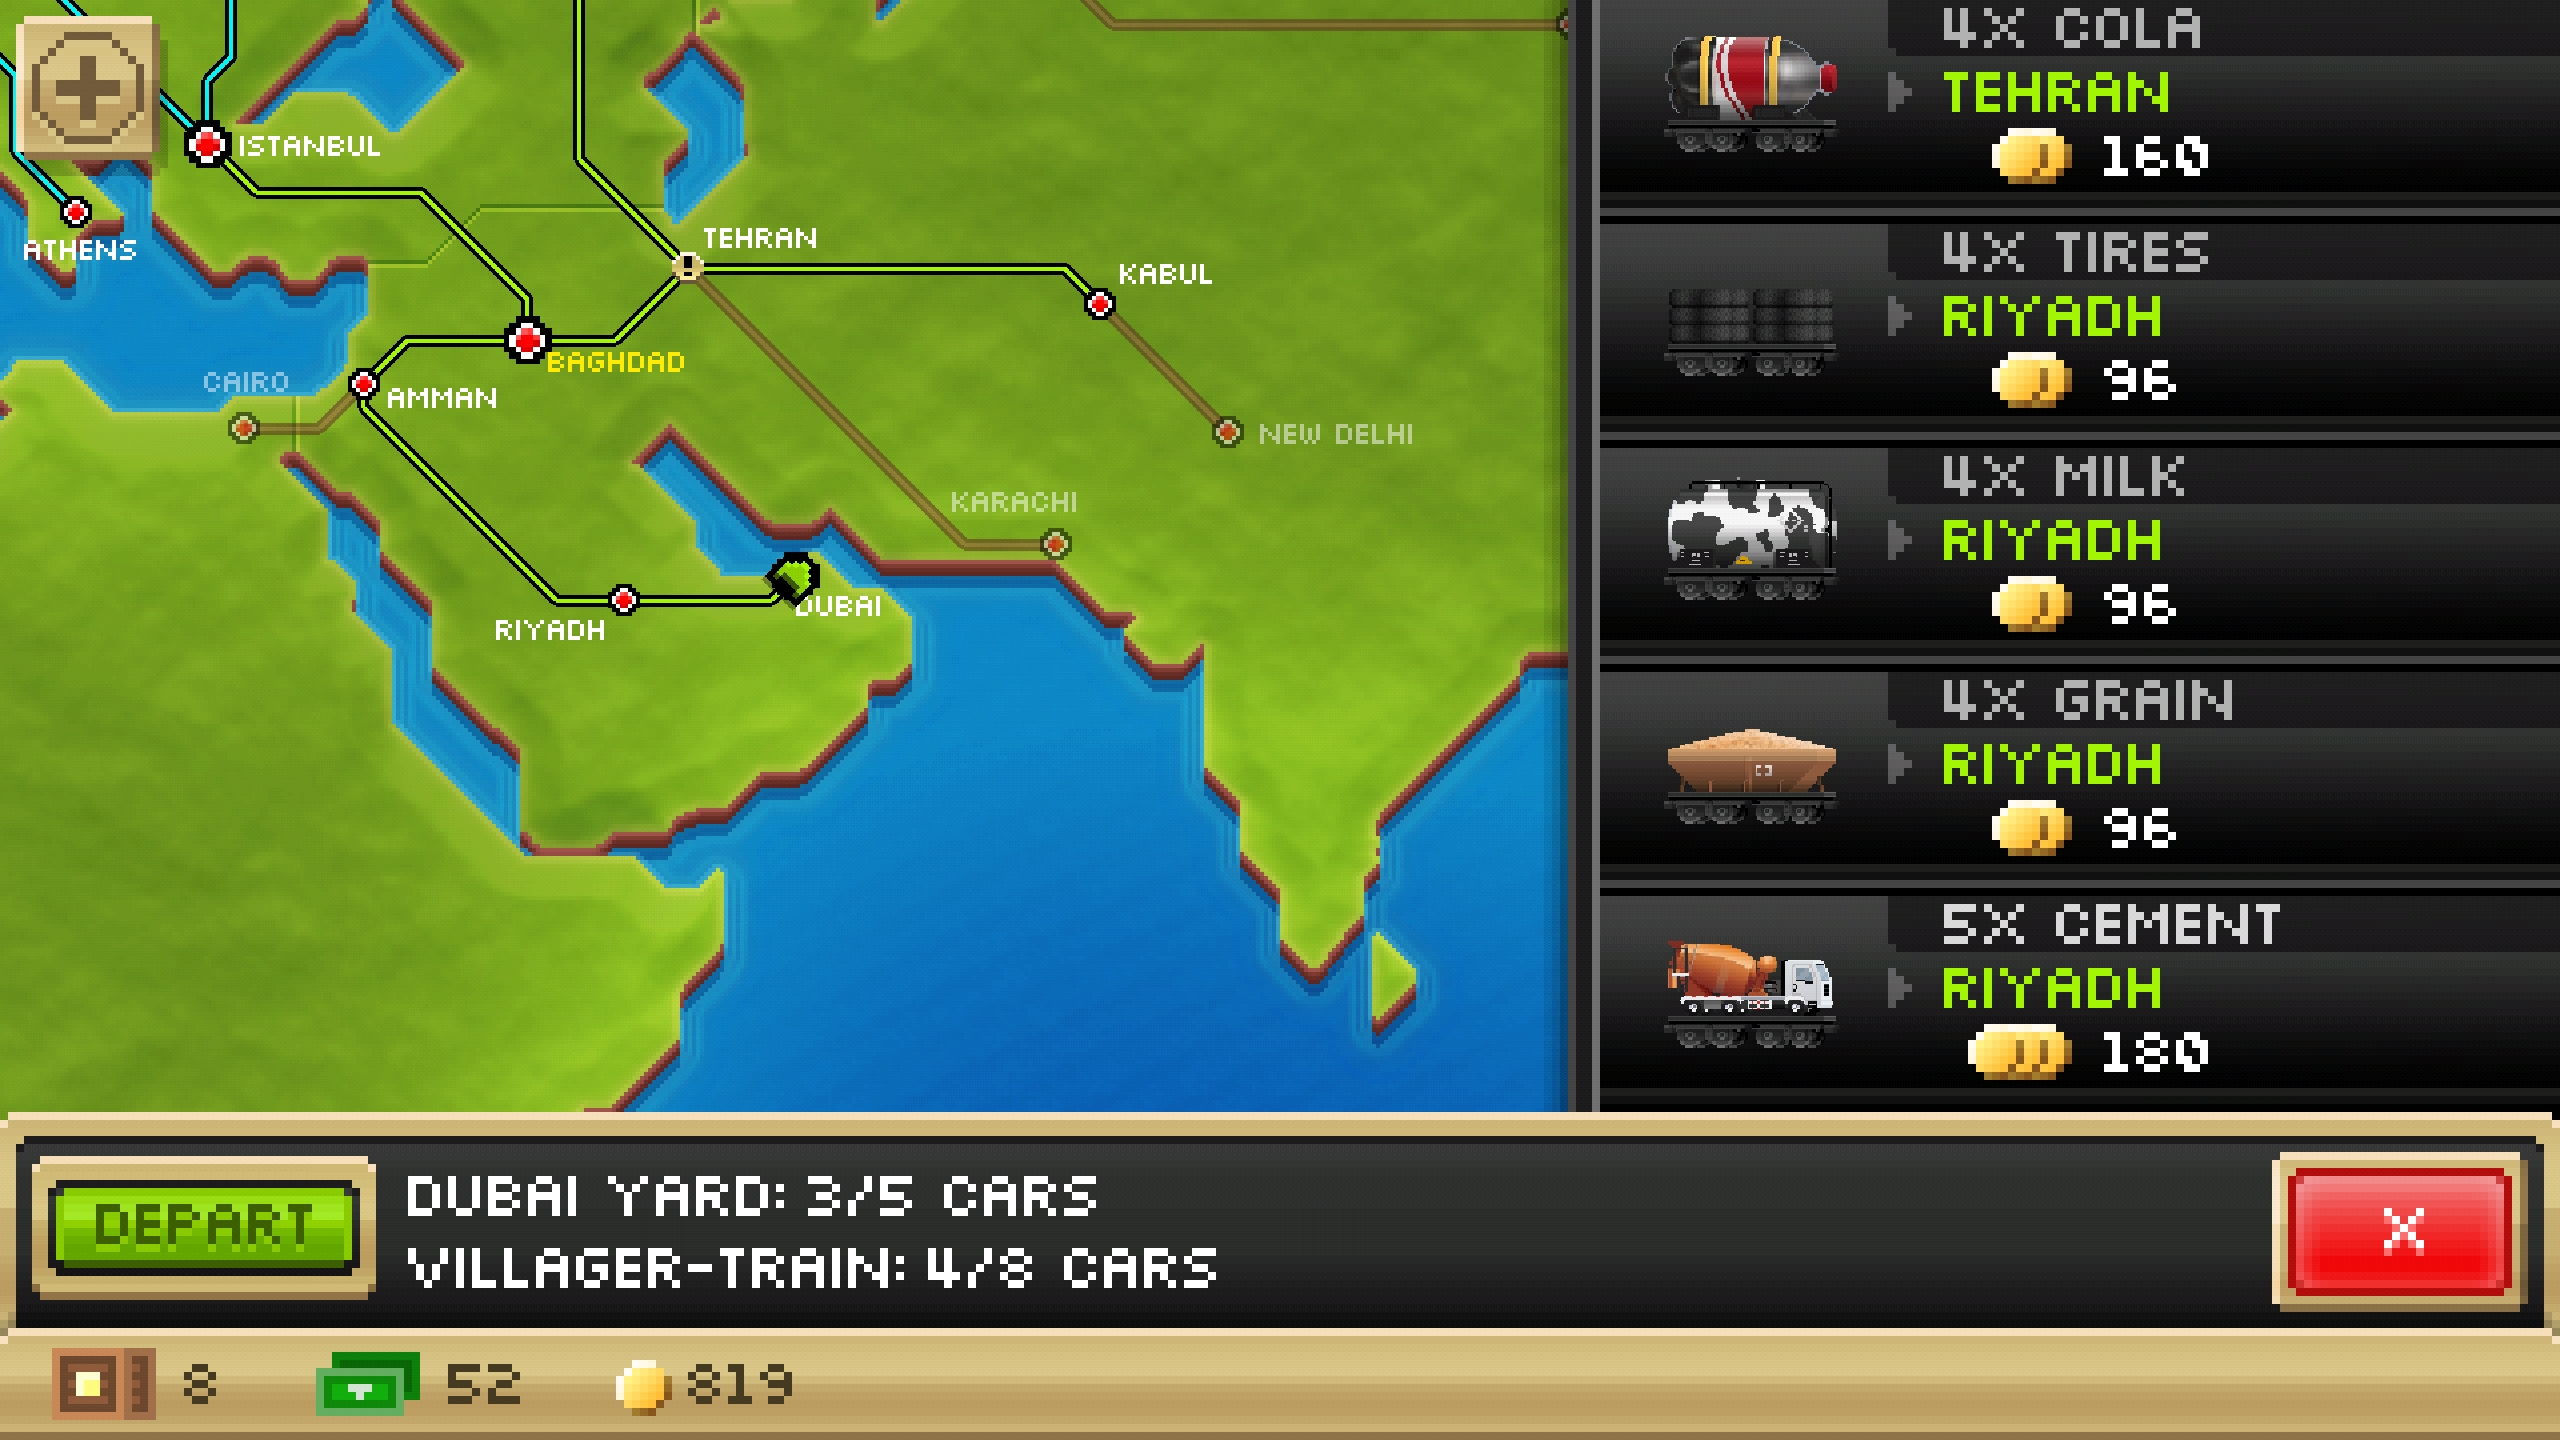 4X COLA
TEHRAN
160
4X TIRES
RIYADH
96
4X MILK
RIYADH
96
4X GRAIN
RIYADH
96
5X CEMENT
RIYADH
180
ISTANBUL
ATHENS
TEHRAN
KABUL
BAGHDAD
CAIRO
AMMAN
NEW DELHI
KARACHI
DUBAI
RIYADH
DEPART
DUBAI YARD: 3/5 CARS
VILLAGER-TRAIN: 4/8 CARS
X
8
52
819